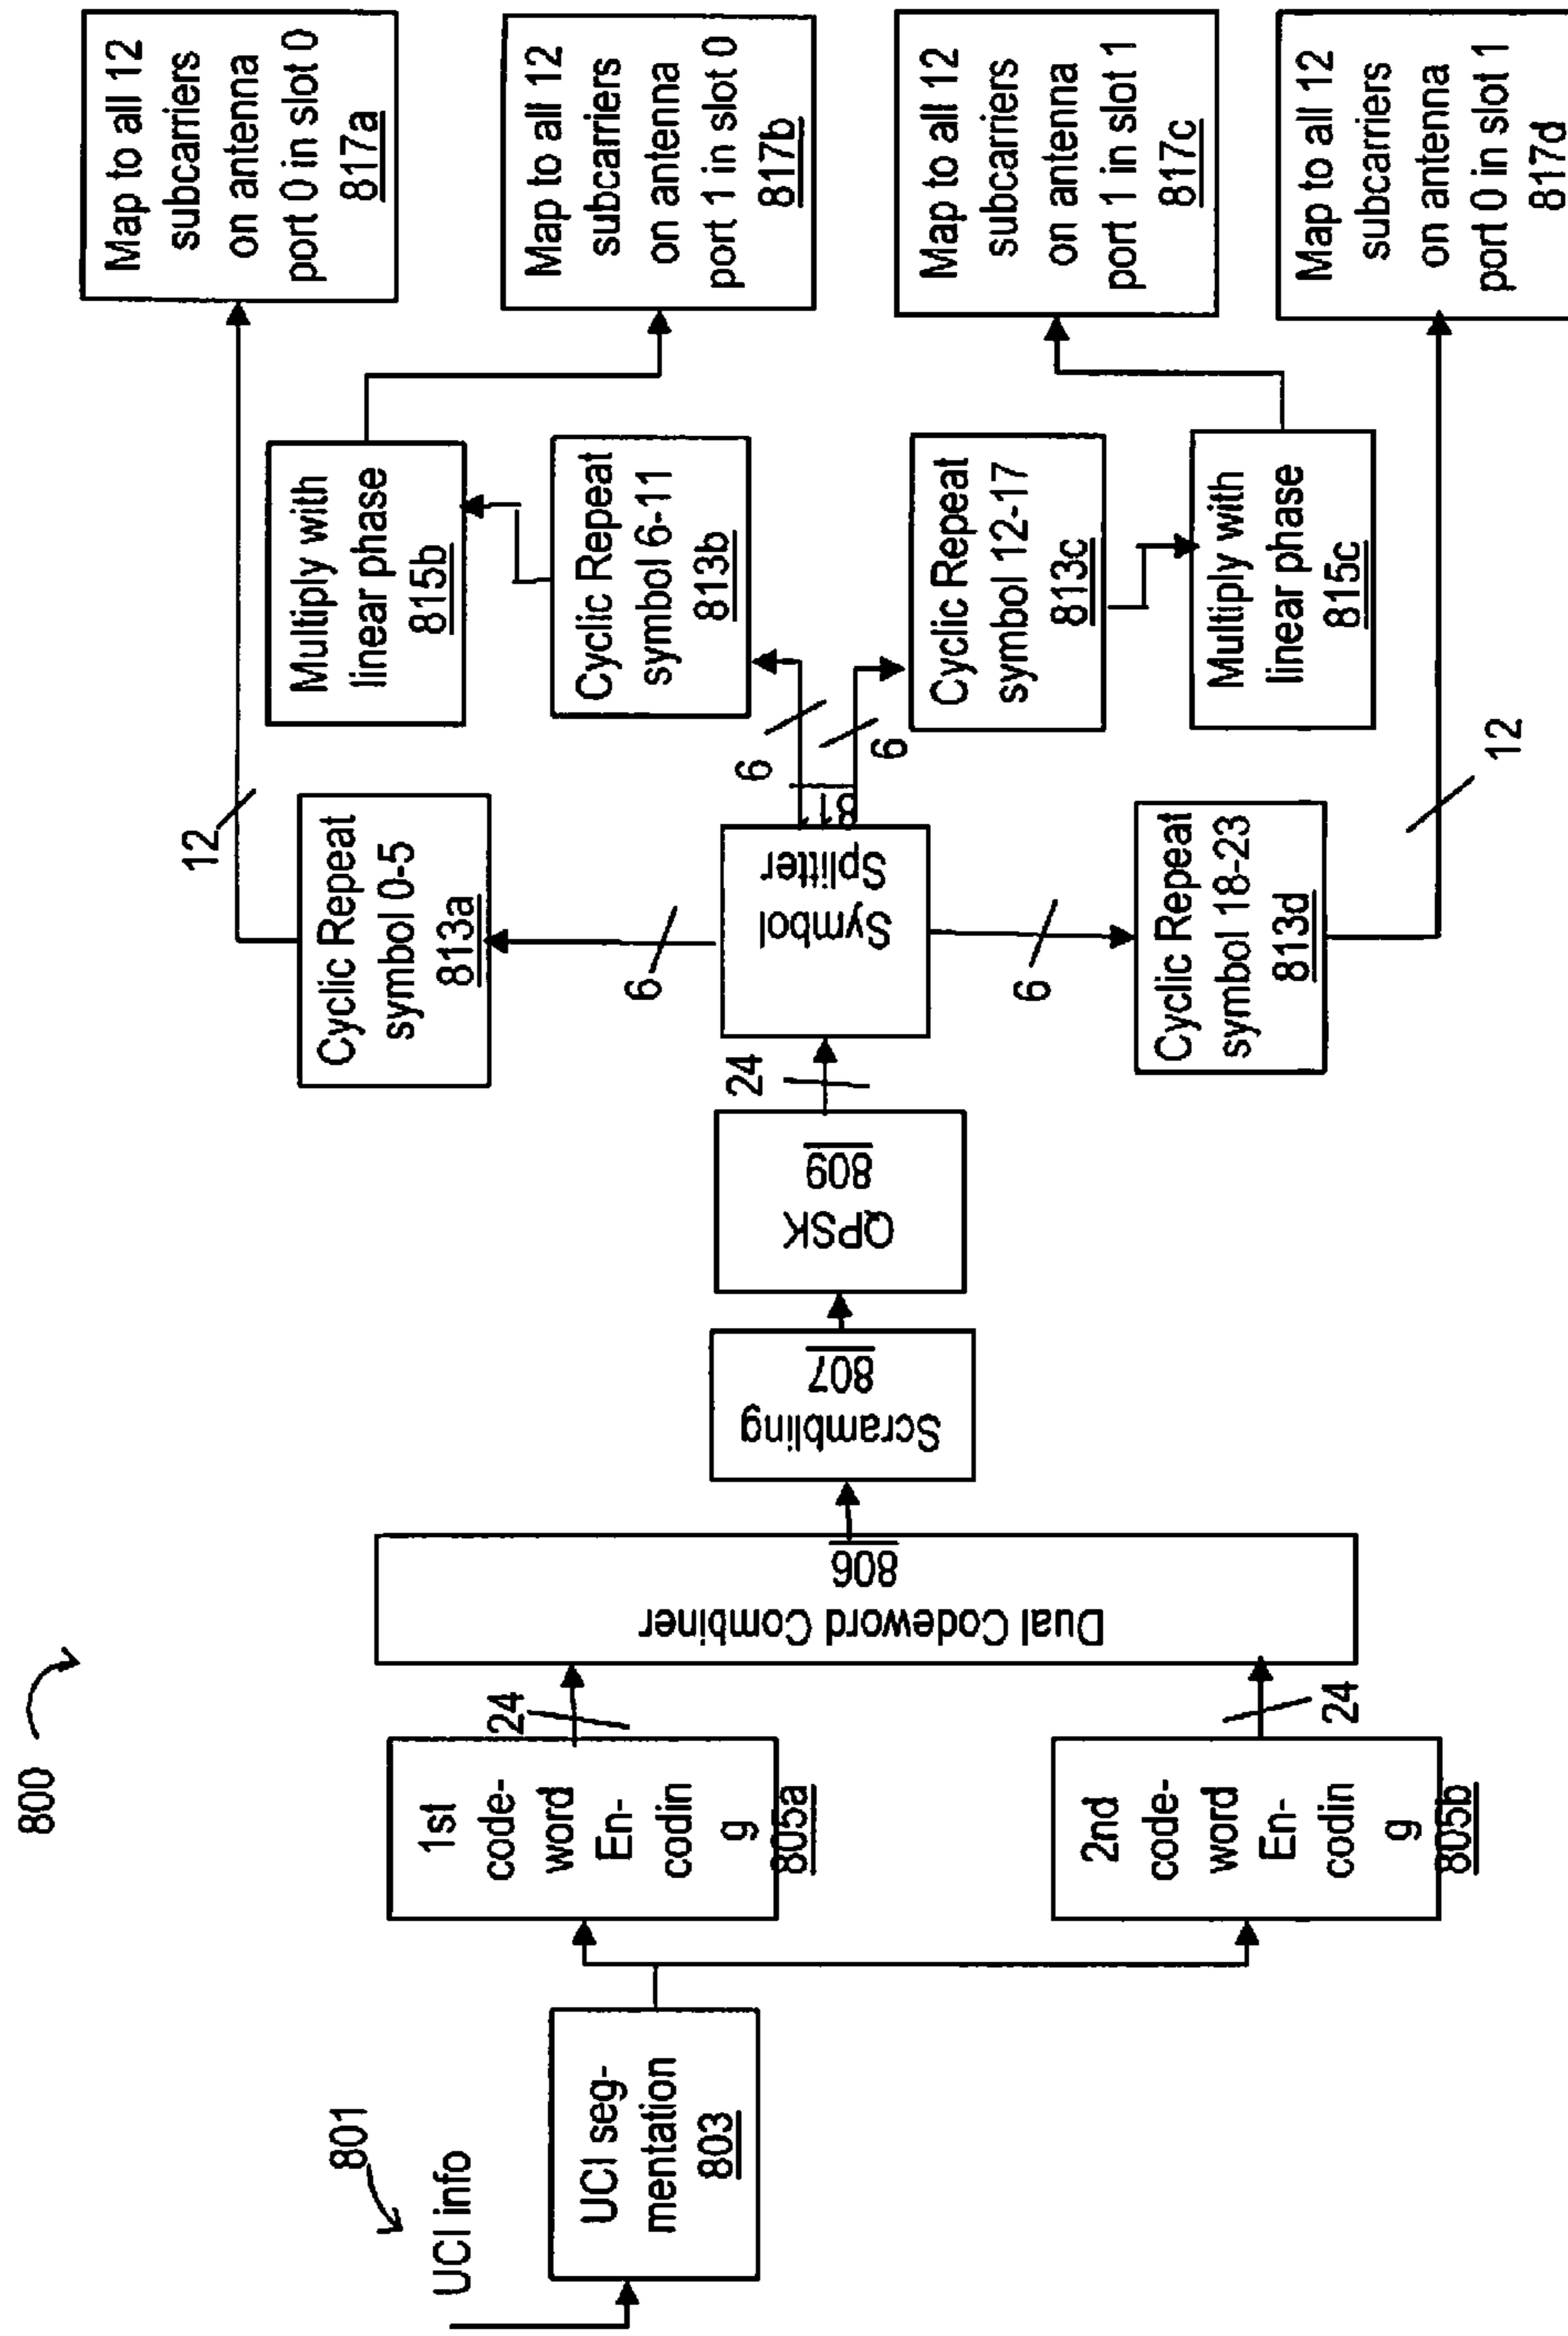 800
801
UCI info
UCI seg-
mentation
803
1st
code-
word
En-
codin
g
805a
24
2nd
code-
word
En-
codin
g
805b
24
Dual Codeword Combiner
806
Scrambling
807
QPSK
809
24
Symbol
Splitter
81
6
6
6
6
Cyclic Repeat
symbol 0-5
813a
12
Cyclic Repeat
symbol 6-11
813b
Multiply with
linear phase
815b
Cyclic Repeat
symbol 12-17
813c
Multiply with
linear phase
815c
Cyclic Repeat
symbol 18-23
813d
12
Map to all 12
subcarriers
on antenna
port 0 in slot 0
817a
Map to all 12
subcarriers
on antenna
port 1 in slot 0
817b
Map to all 12
subcarriers
on antenna
port 1 in slot 1
817c
Map to all 12
subcarriers
on antenna
port 0 in slot 1
817d